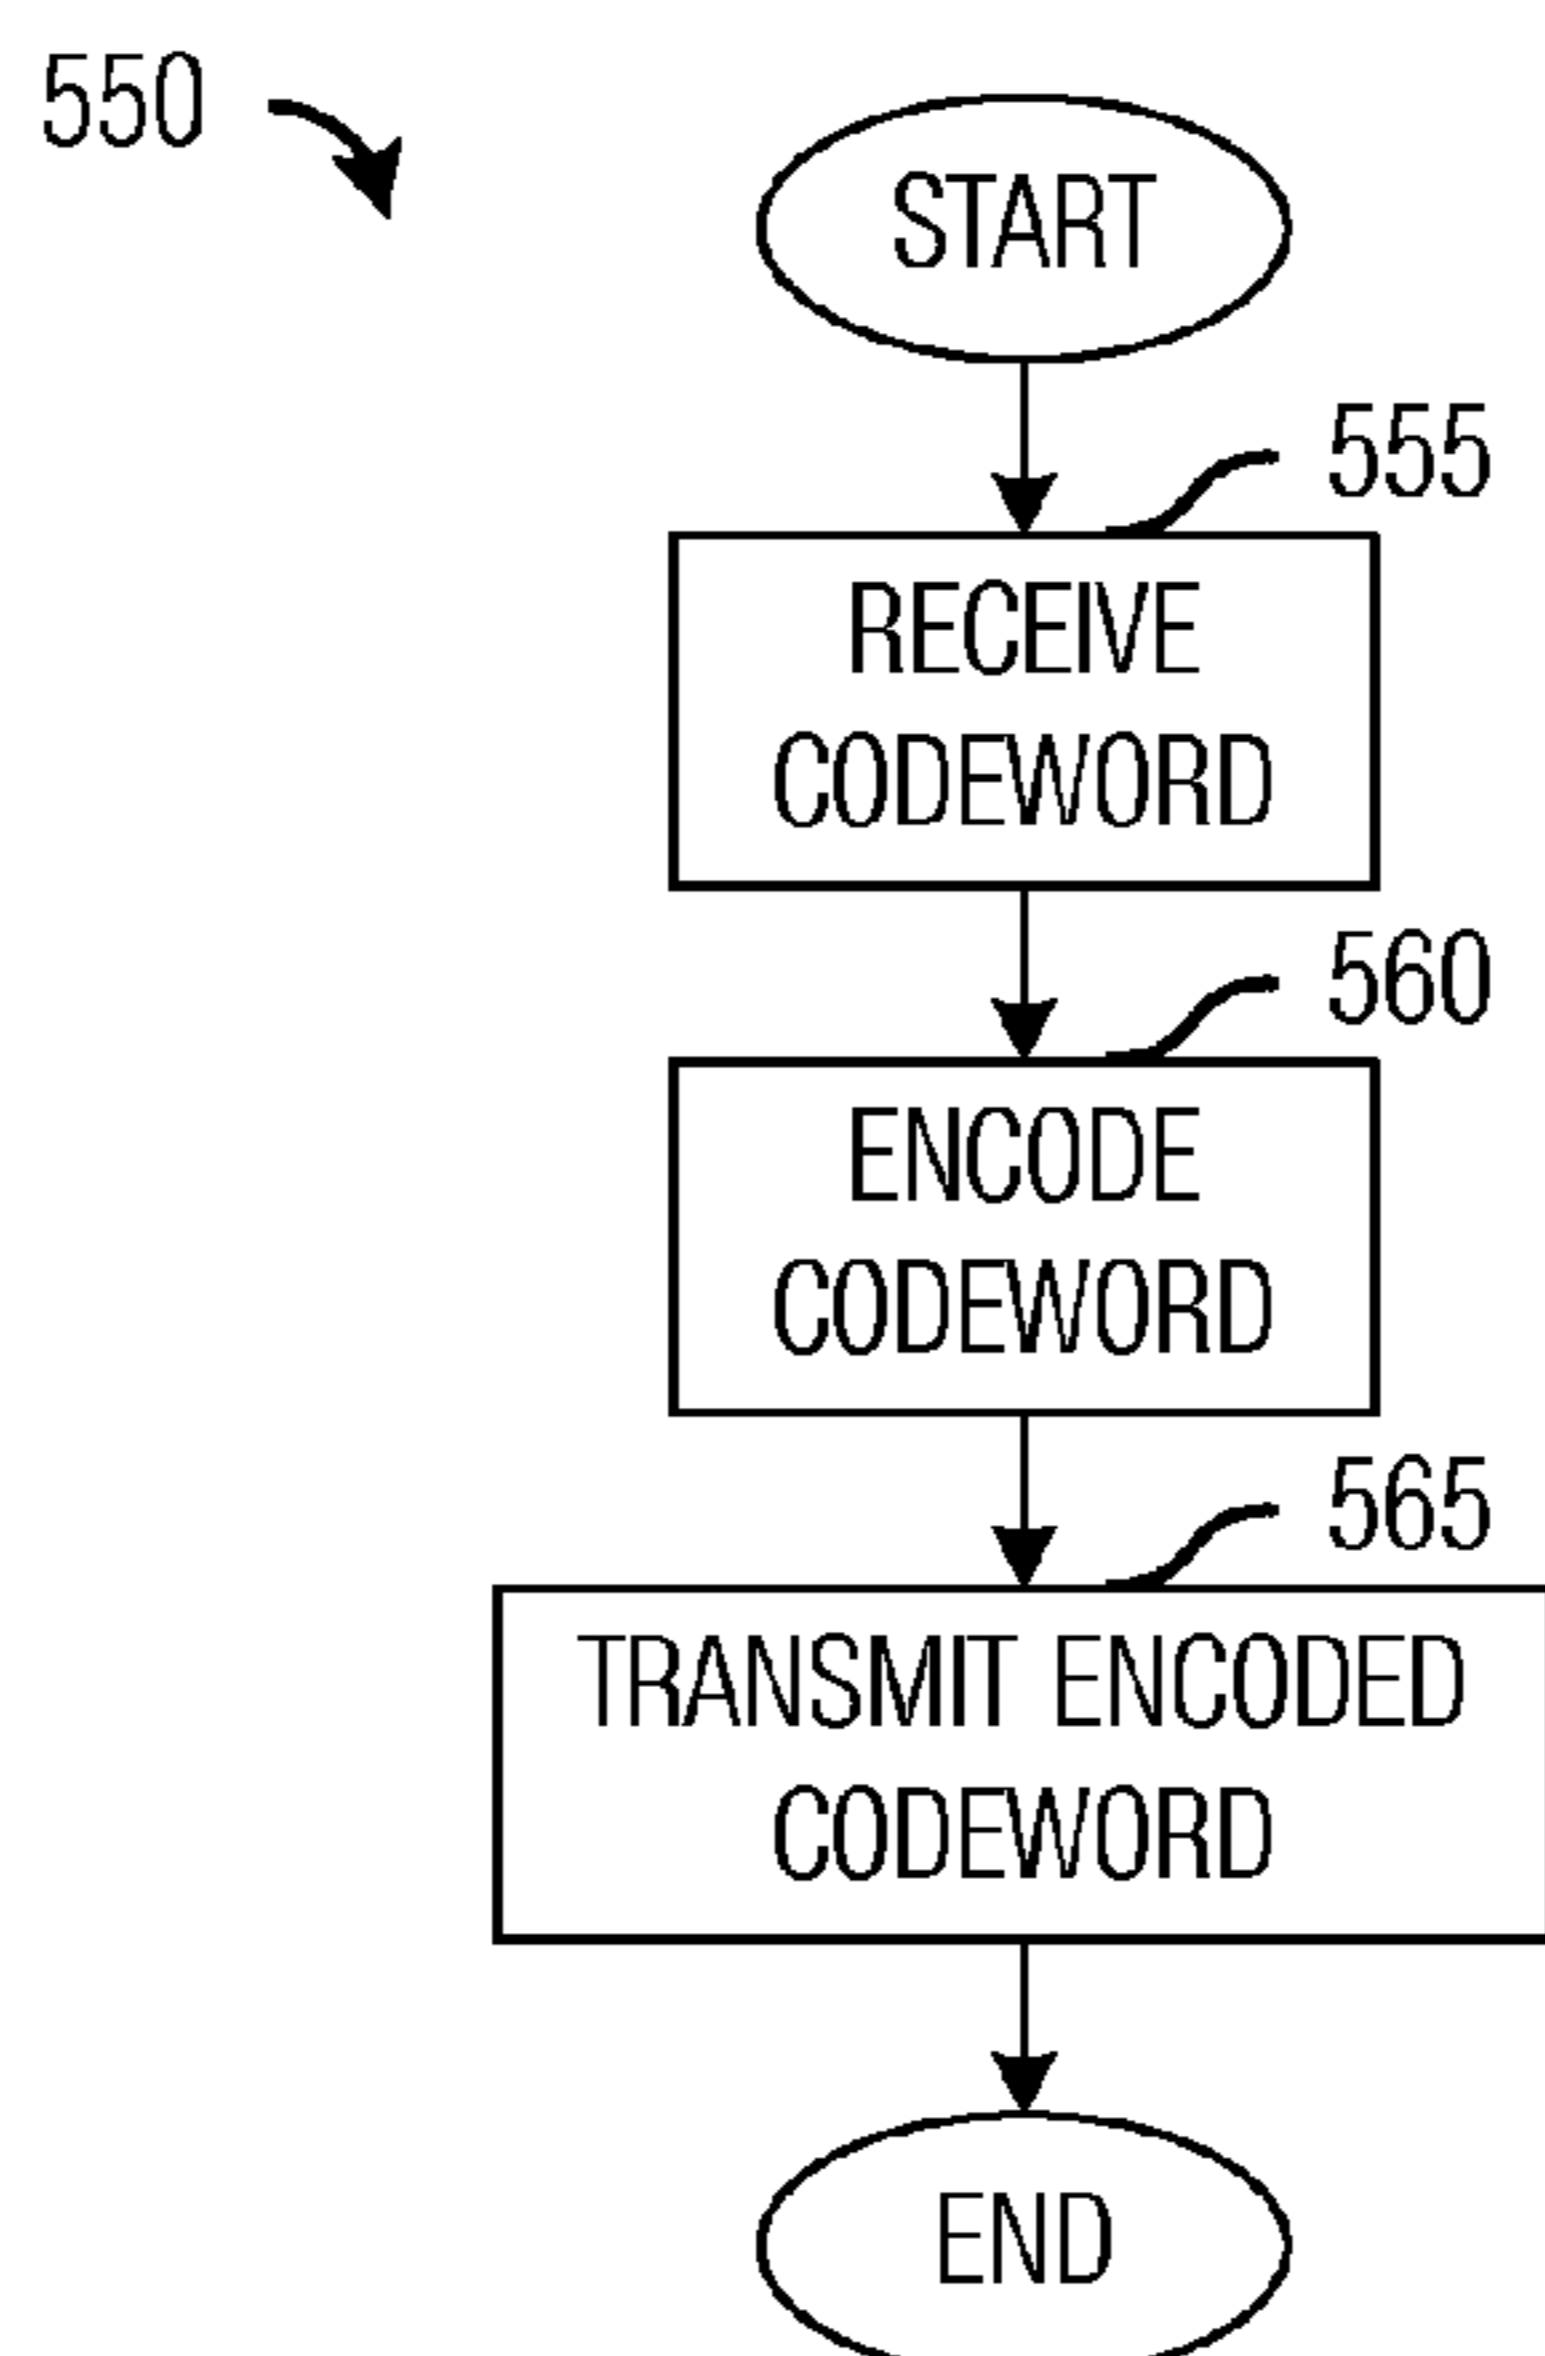 550
START
555
RECEIVE
CODEWORD
560
ENCODE
CODEWORD
565
TRANSMIT ENCODED
CODEWORD
END